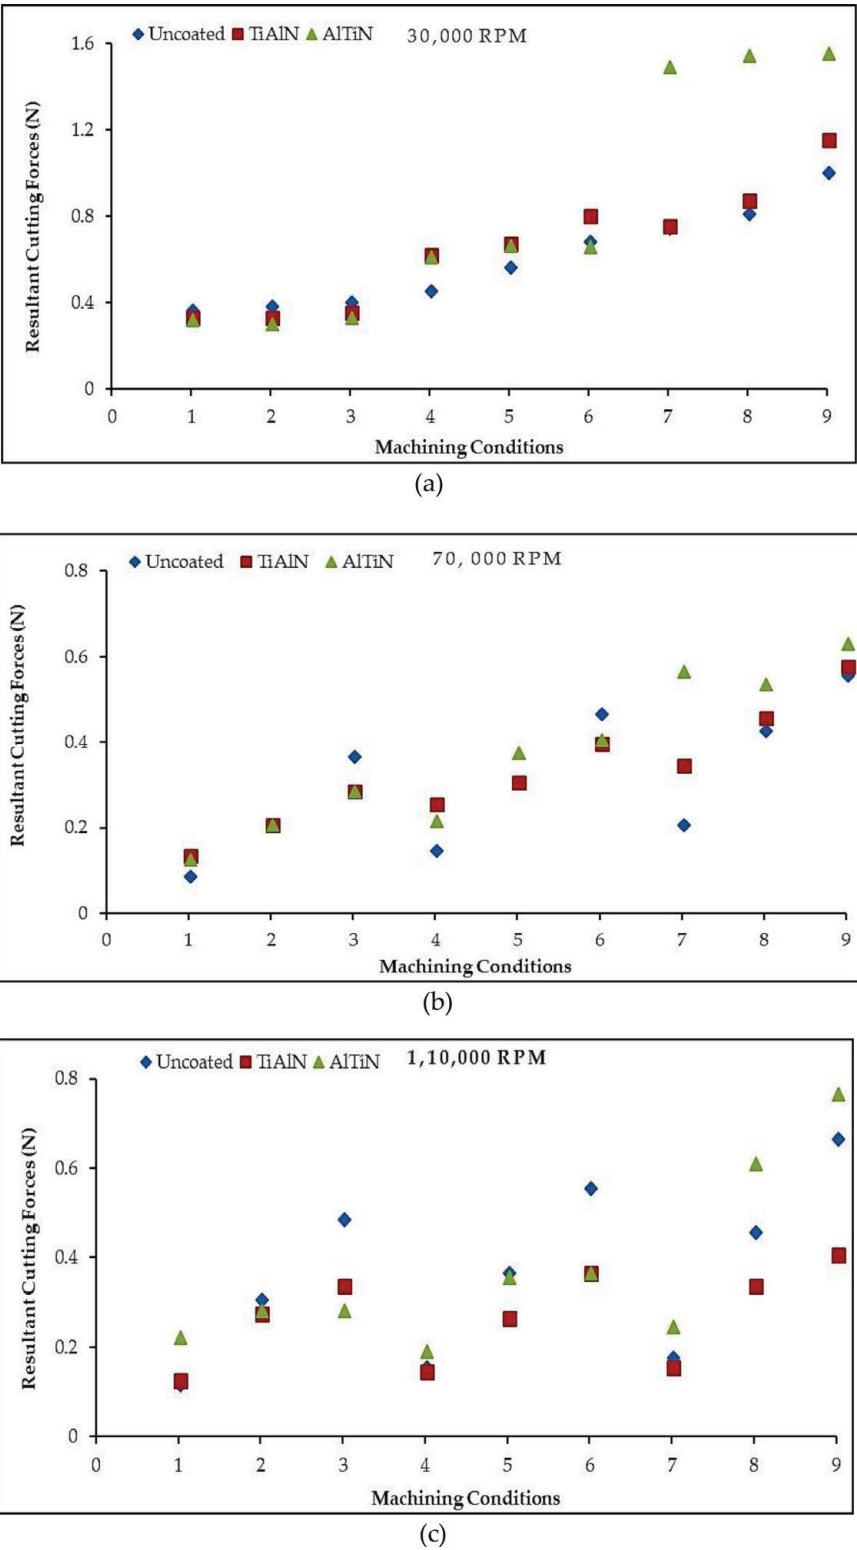 Uncoated TiAlN AlTiN 30,000 RPM
1.6
1.2
0.8
0.4
0
Resultant Cutting Forces (N)
0 1 2 3 4 5 6 7 8 9
Machining Conditions
(a)
Uncoated TiAlN AlTiN 70, 000 RPM
0.8
0.6
0.4
0.2
0
Resultant Cutting Forces (N)
0 1 2 3 4 5 6 7 8 9
Machining Conditions
(b)
Uncoated TiAlN AlTiN 1,10,000 RPM
0.8
0.6
0.4
0.2
0
Resultant Cutting Forces (N)
0 1 2 3 4 5 6 7 8 9
Machining Conditions
(c)